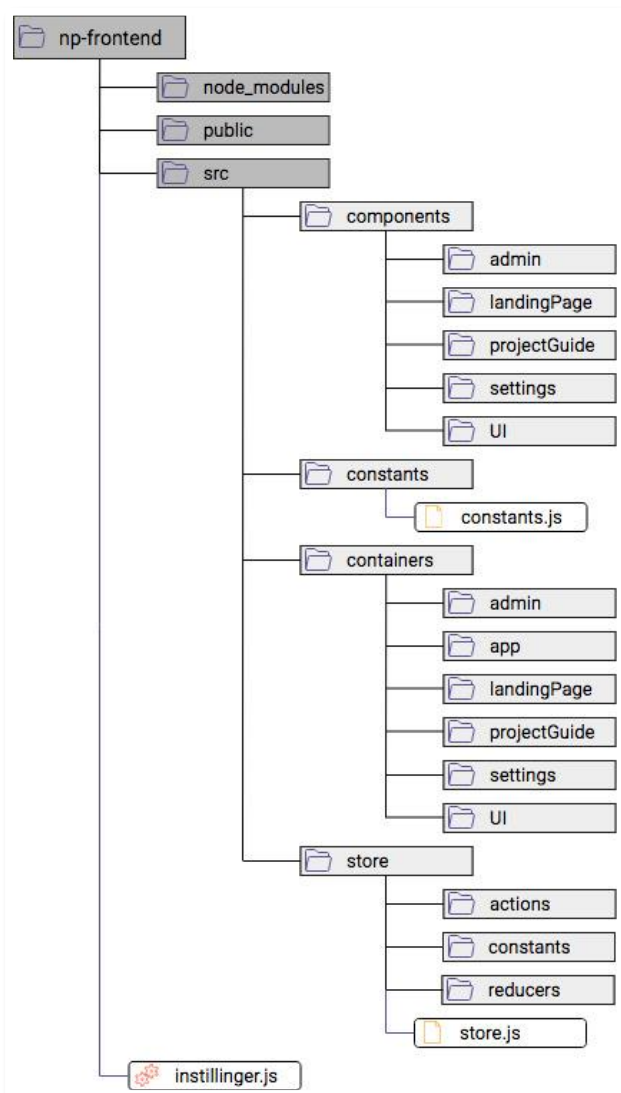 np-frontend
node_modules
public
src
components
admin
landingPage
projectGuide
settings
UI
constants
constants.js
containers
admin
app
landingPage
projectGuide
settings
UI
store
actions
constants
reducers
store.js
instillinger.js